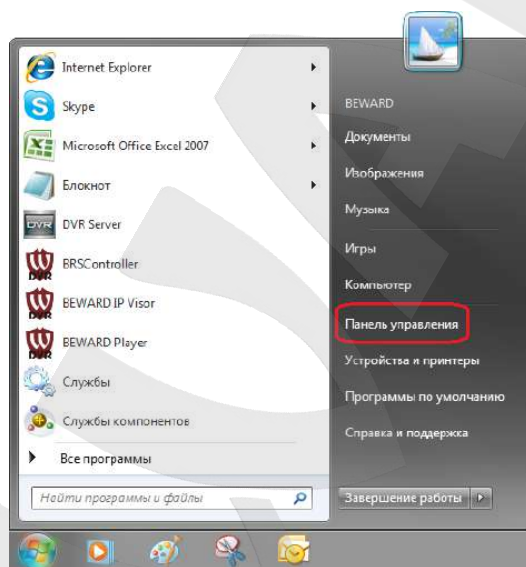 Internet Explorer
Skype
Microsoft Office Excel 2007
Блокнот
DVR Server
BRSController
BEWARD IP Visor
BEWARD Player
Службы
Службы компонентов
Все программы
Найти программы и файлы
BEWARD
Документы
Изображения
Музыка
Игры
Компьютер
Панель управления
Устройства и принтеры
Программы по умолчанию
Справка и поддержка
Завершение работы